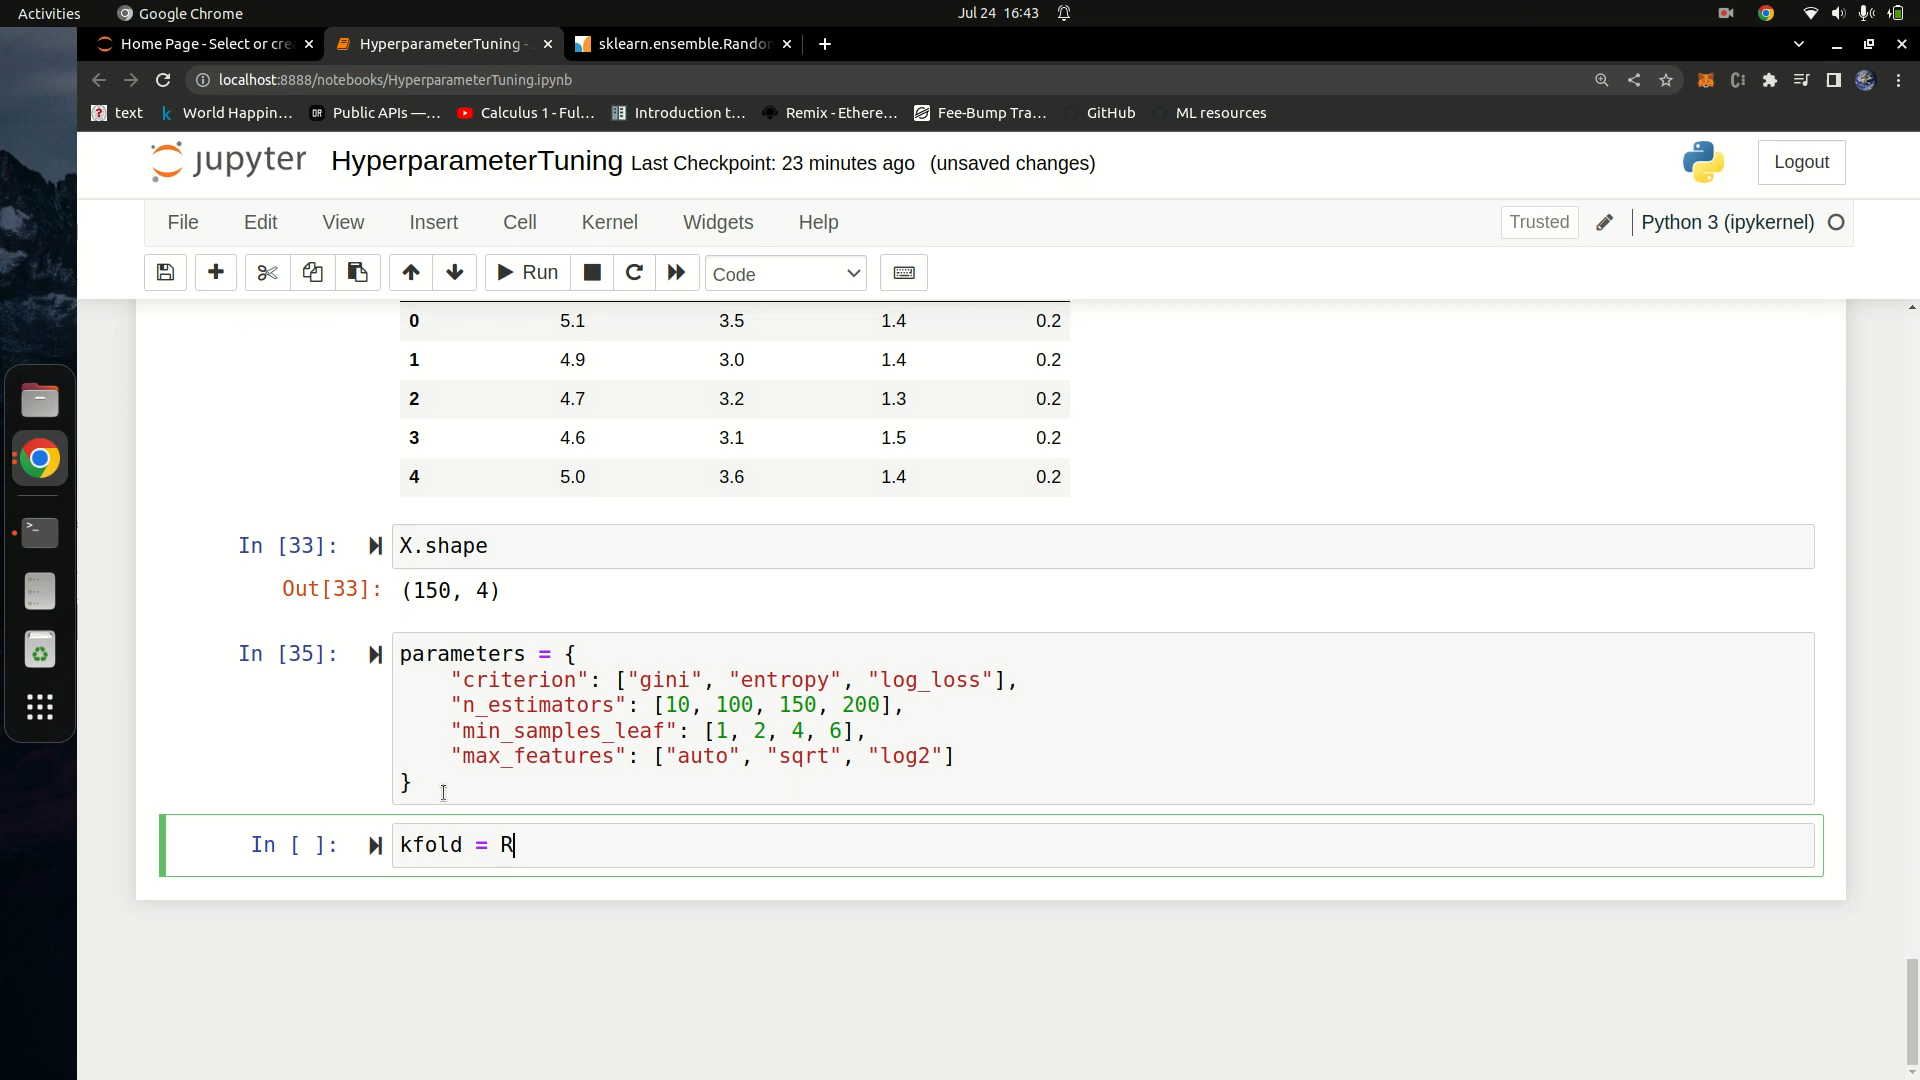 Activities Google Chrome Jul 24 16:43
Home Page - Select or cre HyperparameterTuning - sklearn.ensemble.Rando
localhost:8888/notebooks/HyperparameterTuning.ipynb
text World Happin... Public APIs —... Calculus 1 - Ful... Introduction t... Remix - Ethere... Fee-Bump Tra... GitHub ML resources
jupyter HyperparameterTuning Last Checkpoint: 23 minutes ago (unsaved changes) Logout
File Edit View Insert Cell Kernel Widgets Help Trusted Python 3 (ipykernel)
Run Code
0 5.1 3.5 1.4 0.2
1 4.9 3.0 1.4 0.2
2 4.7 3.2 1.3 0.2
3 4.6 3.1 1.5 0.2
4 5.0 3.6 1.4 0.2
In [33]: X.shape
Out[33]: (150, 4)
In [35]: parameters = {
"criterion": ["gini", "entropy", "log_loss"],
"n_estimators": [10, 100, 150, 200],
"min_samples_leaf": [1, 2, 4, 6],
"max_features": ["auto", "sqrt", "log2"]
}
In [ ]: kfold = R